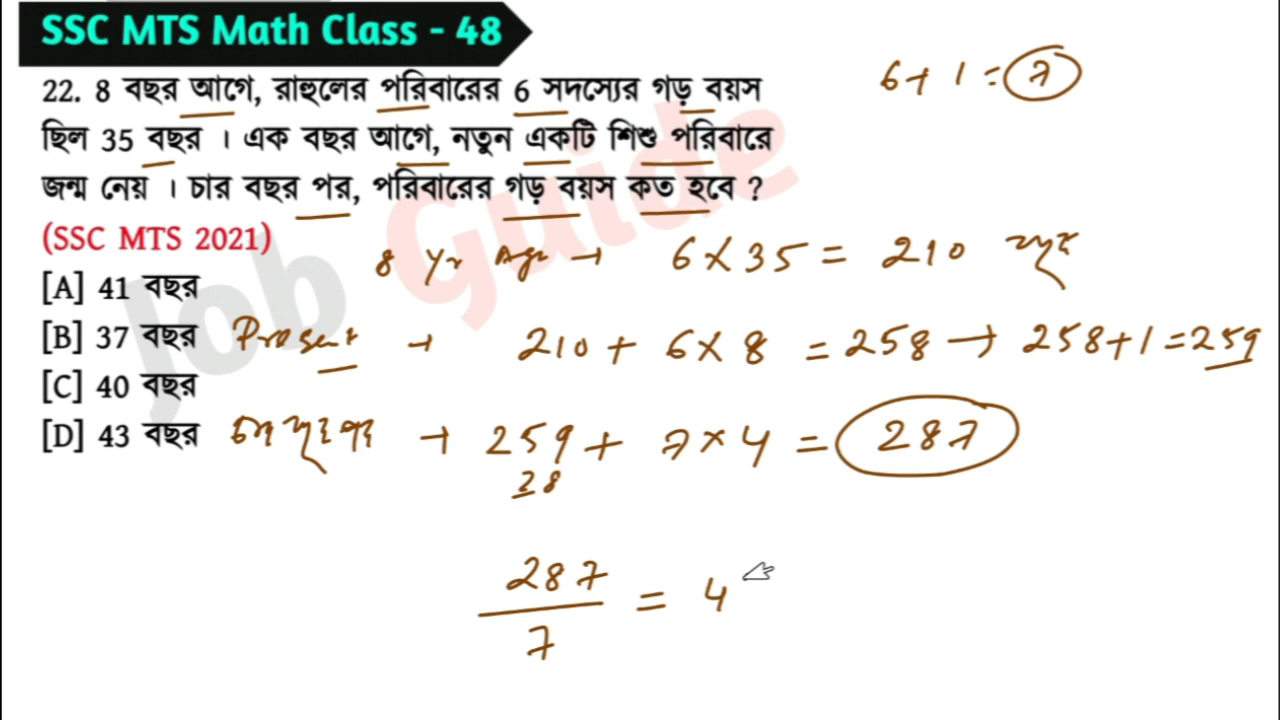 SSC MTS Math Class - 48
6+1=7
22. 8 বছর আগে, রাহুলের পরিবারের 6 সদস্যের গড় বয়স
ছিল 35 বছর । এক বছর আগে, নতুন একটি শিশু পরিবারে
জন্ম নেয় । চার বছর পর, পরিবারের গড় বয়স কত হবে ?
(SSC MTS 2021)
8 yr Age → 6×35 = 210
[A] 41 বছর
[B] 37 বছর
Present → 210+ 6×8 =258 → 258+1=259
[C] 40 বছর
[D] 43 বছর
→ 259+ 7×4 = 287
28
287
7
= 4
Job Guide